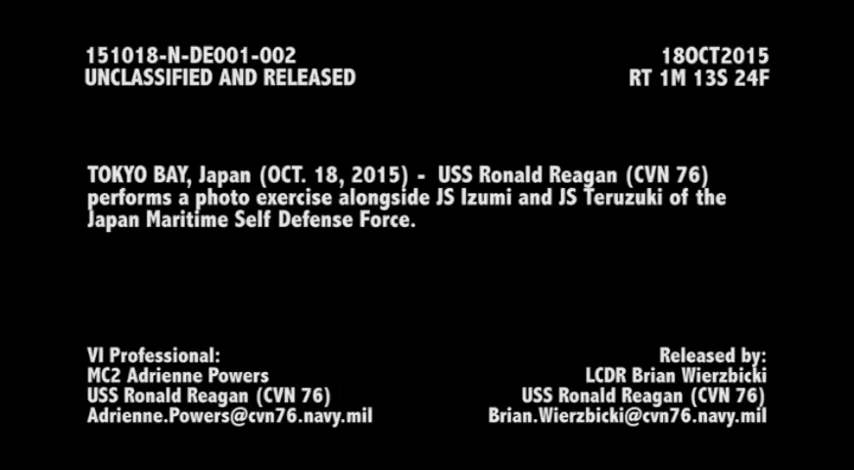 151018-N-DE001-002
18OCT2015
UNCLASSIFIED AND RELEASED
RT 1M 13S 24F
TOKYO BAY, Japan (OCT. 18, 2015) - USS Ronald Reagan (CVN 76)
performs a photo exercise alongside JS Izumi and JS Teruzuki of the
Japan Maritime Self Defense Force.
VI Professional:
MC2 Adrienne Powers
USS Ronald Reagan (CVN 76)
Adrienne.Powers@cvn76.navy.mil
Released by:
LCDR Brian Wierzbicki
USS Ronald Reagan (CVN 76)
Brian.Wierzbicki@cvn76.navy.mil